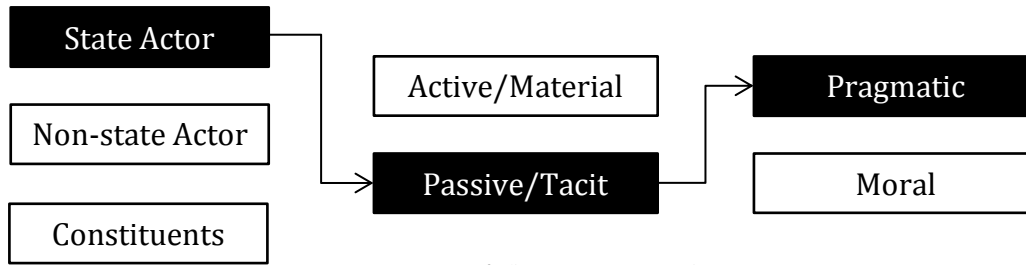 State Actor
Non-state Actor
Constituents
Active/Material
Passive/Tacit
Pragmatic
Moral